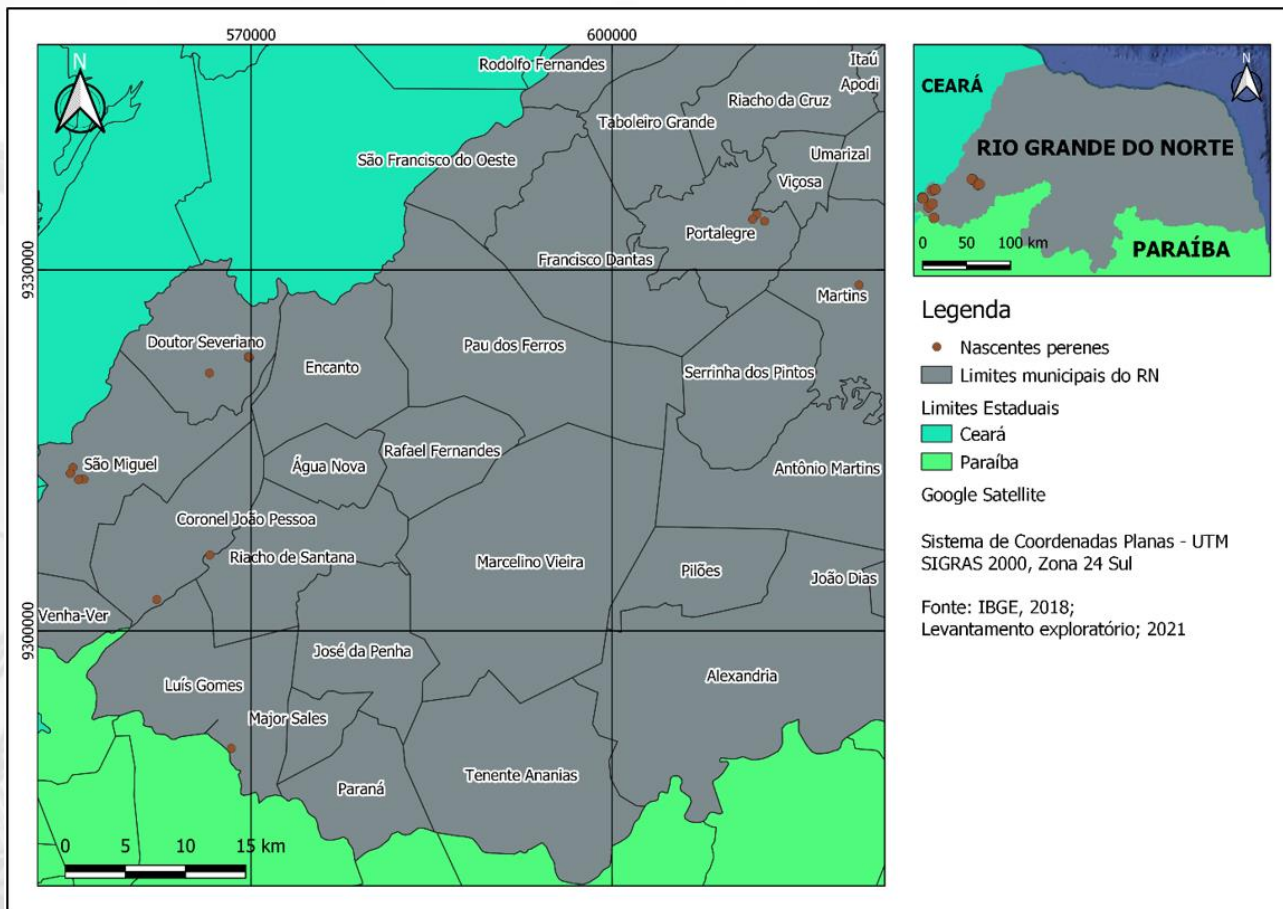 570000
600000
N
Rodolfo Fernandes
Itaú
Apodi
Riacho da Cruz
Taboleiro Grande
São Francisco do Oeste
Umarizal
Viçosa
Portalegre
Francisco Dantas
9330000
Martins
Doutor Severiano
Encanto
Pau dos Ferros
Serrinha dos Pintos
São Miguel
Água Nova
Rafael Fernandes
Antônio Martins
Coronel João Pessoa
Riacho de Santana
Marcelino Vieira
Pilões
João Dias
Venha-Ver
9300000
José da Penha
Luís Gomes
Alexandria
Major Sales
Paraná
Tenente Ananias
0 5 10 15 km
CEARÁ
N
RIO GRANDE DO NORTE
0 50 100 km
PARAÍBA
Legenda
Nascentes perenes
Limites municipais do RN
Limites Estaduais
Ceará
Paraíba
Google Satellite
Sistema de Coordenadas Planas - UTM
SIGRAS 2000, Zona 24 Sul
Fonte: IBGE, 2018;
Levantamento exploratório; 2021